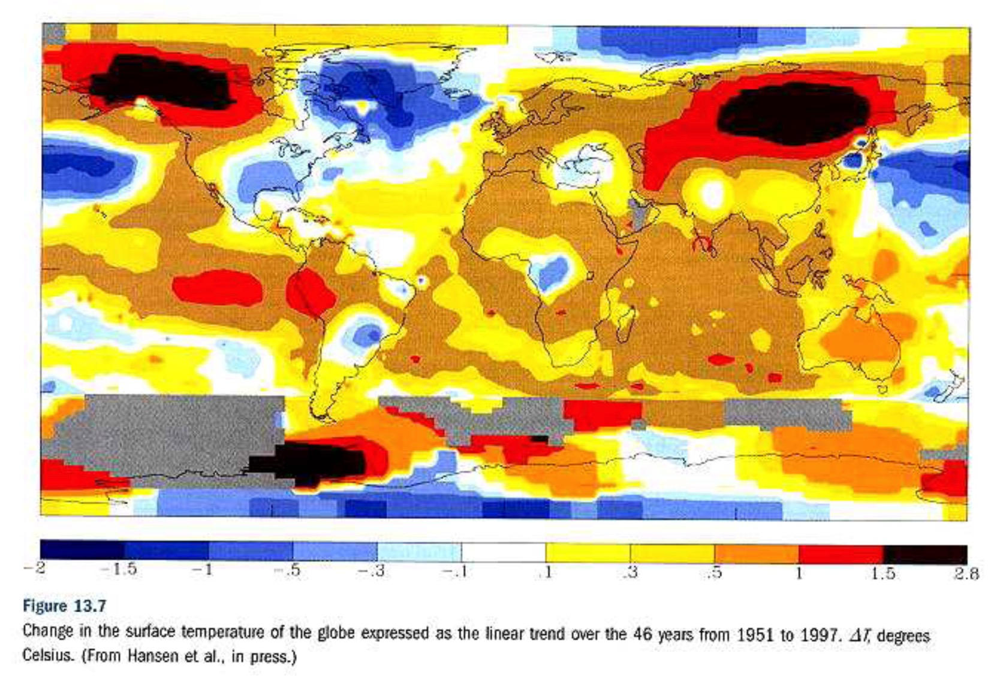 -2 -1.5 -1 -.5 -.3 -.1 .1 .3 .5 1 1.5 2.8
Figure 13.7
Change in the surface temperature of the globe expressed as the linear trend over the 46 years from 1951 to 1997. ΔT, degrees
Celsius. (From Hansen et al., in press.)